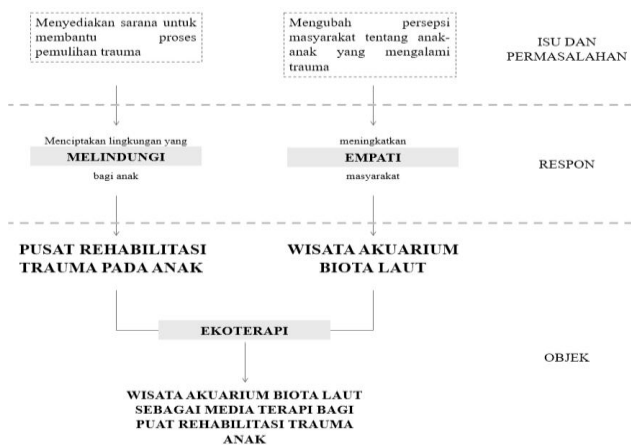 Menyediakan sarana untuk
membantu proses
pemulihan trauma
Mengubah persepsi
masyarakat tentang anak-
anak yang mengalami
trauma
ISU DAN
PERMASALAHAN
Menciptakan lingkungan yang
MELINDUNGI
bagi anak
meningkatkan
EMPATI
masyarakat
RESPON
PUSAT REHABILITASI
TRAUMA PADA ANAK
WISATA AKUARIUM
BIOTA LAUT
EKOTERAPI
OBJEK
WISATA AKUARIUM BIOTA LAUT
SEBAGAI MEDIA TERAPI BAGI
PUAT REHABILITASI TRAUMA
ANAK